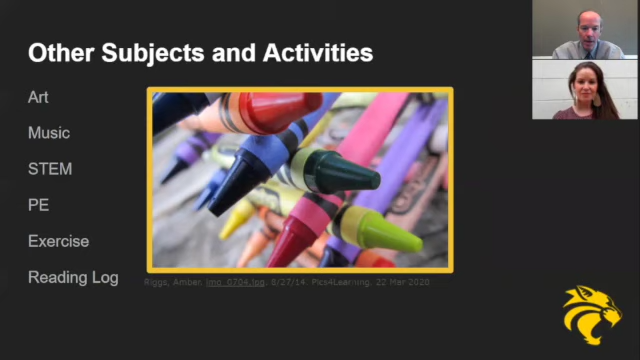 Other Subjects and Activities
Art
Music
STEM
PE
Exercise
Reading Log
Riggs, Amber. img_0704.jpg. 8/27/14. Pics4Learning. 22 Mar 2020